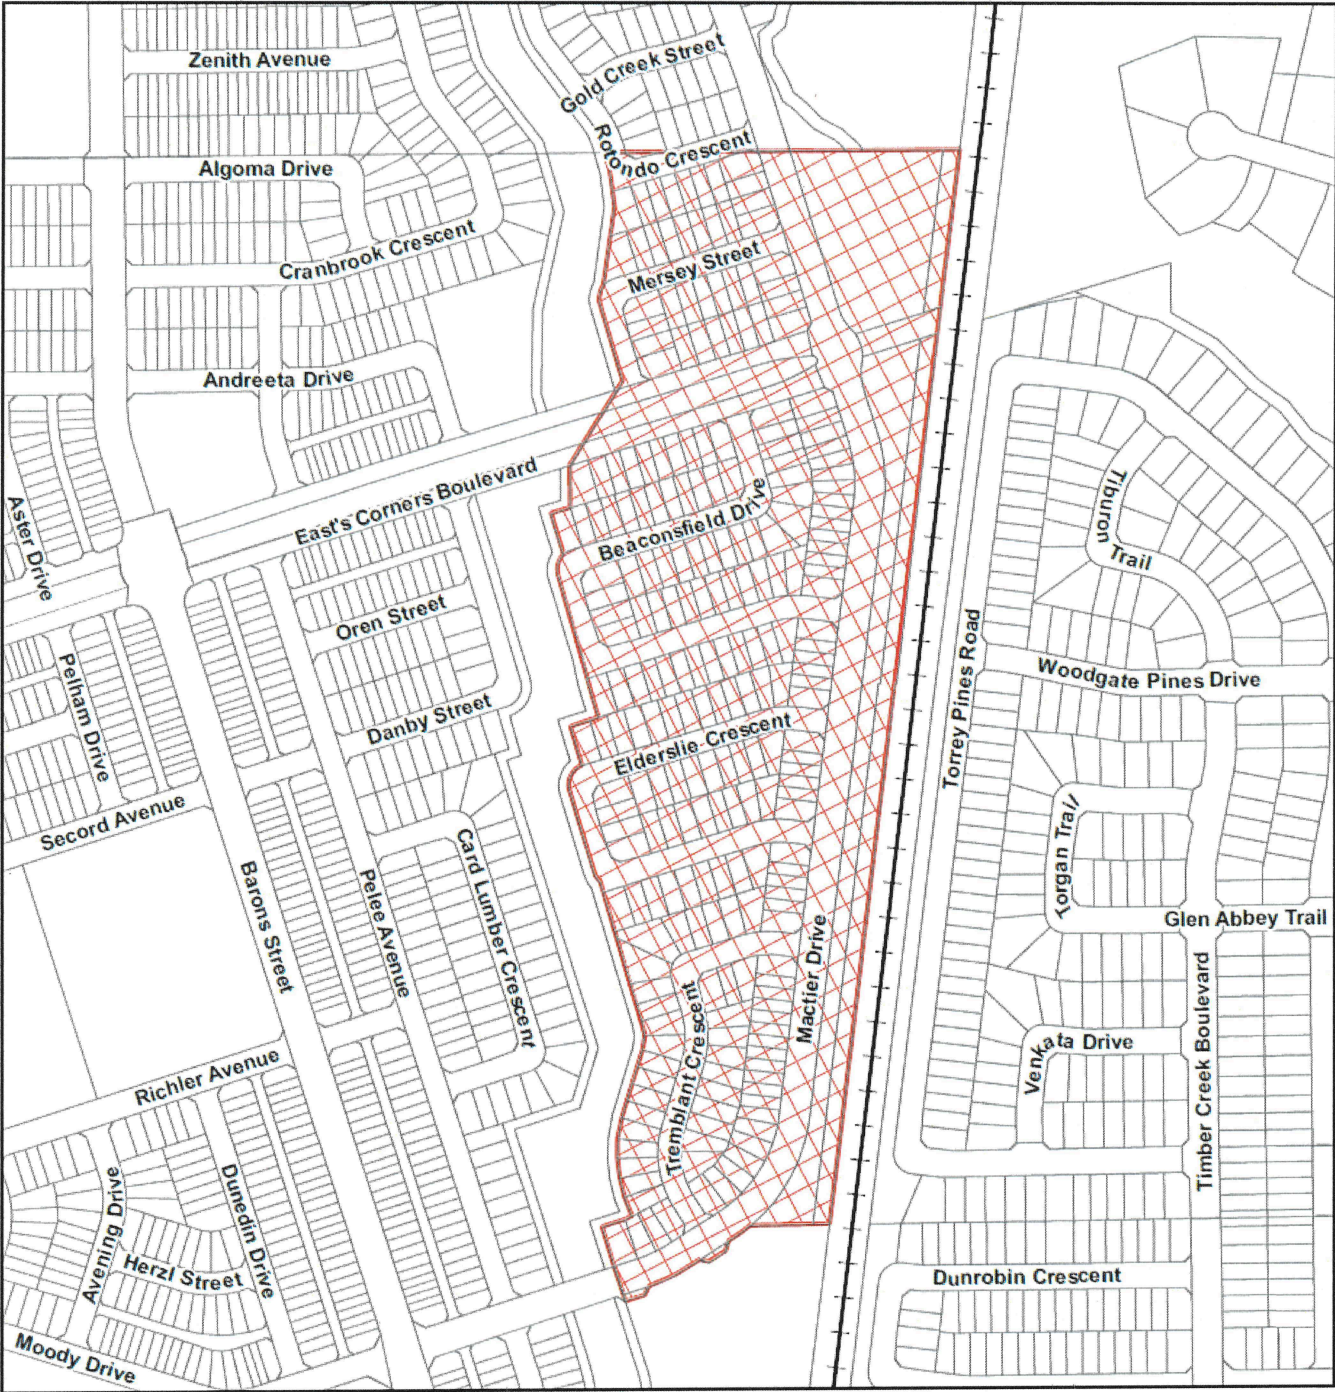 Zenith Avenue
Gold Creek Street
Rotondo Crescent
Algoma Drive
Cranbrook Crescent
Mersey Street
Andreeta Drive
East's Corners Boulevard
Aster Drive
Beaconsfield Drive
Tiburon Trail
Oren Street
Pelham Drive
Danby Street
Elderslie Crescent
Torrey Pines Road
Woodgate Pines Drive
Secord Avenue
Barons Street
Pelee Avenue
Card Lumber Crescent
Torgan Trail
Glen Abbey Trail
Mactier Drive
Tremblant Crescent
Timber Creek Boulevard
Venkata Drive
Richler Avenue
Avening Drive
Dunedin Drive
Herzl Street
Dunrobin Crescent
Moody Drive